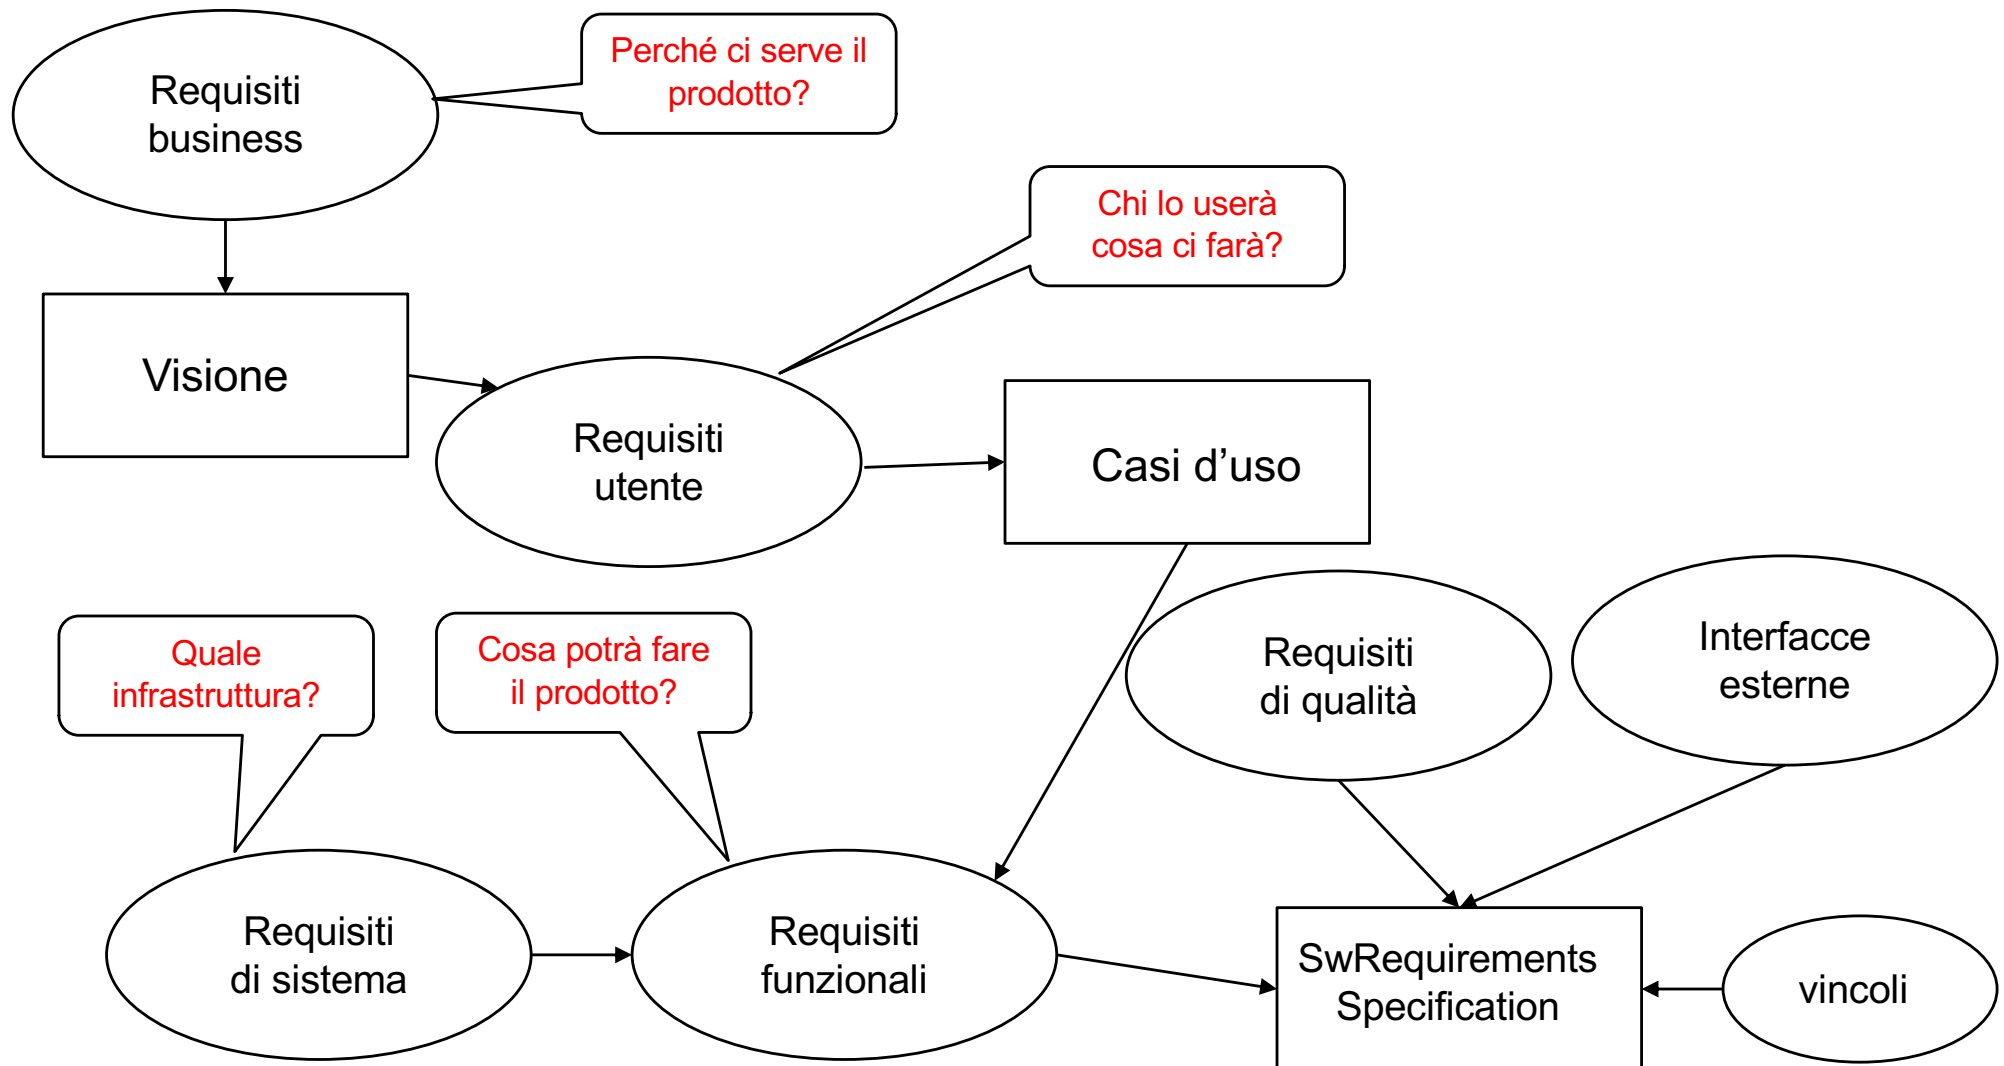 Requisiti
business
Perché ci serve il
prodotto?
Chi lo userà
cosa ci farà?
Visione
Requisiti
utente
Casi d’uso
Quale
infrastruttura?
Cosa potrà fare
il prodotto?
Requisiti
di qualità
Interfacce
esterne
Requisiti
di sistema
Requisiti
funzionali
SwRequirements
Specification
vincoli